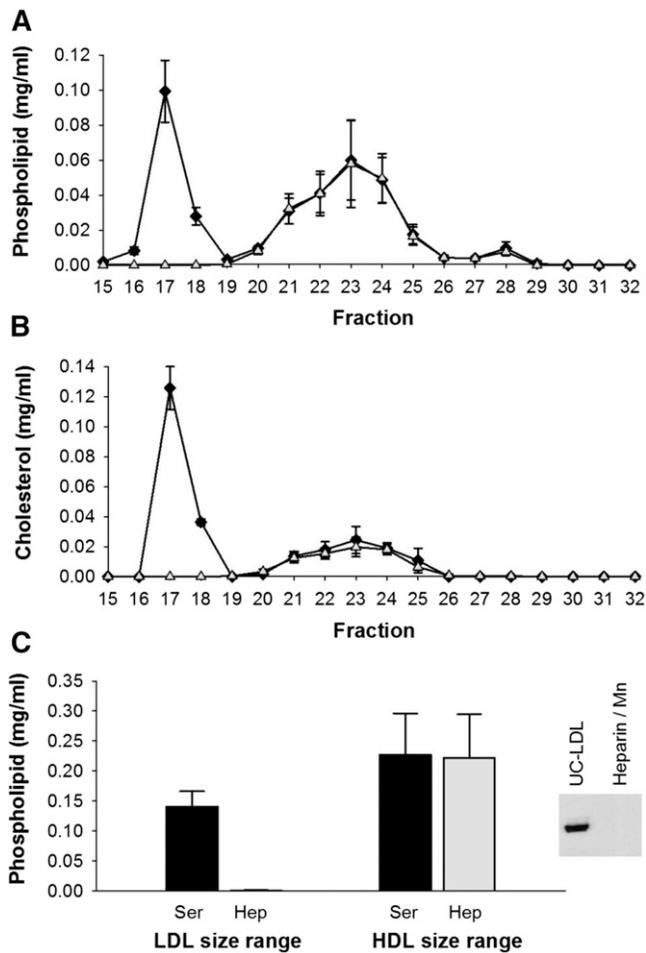 A
Phospholipid (mg/ml)
0.12
0.10
0.08
0.06
0.04
0.02
0.00
15 16 17 18 19 20 21 22 23 24 25 26 27 28 29 30 31 32
Fraction
B
Cholesterol (mg/ml)
0.14
0.12
0.10
0.08
0.06
0.04
0.02
0.00
15 16 17 18 19 20 21 22 23 24 25 26 27 28 29 30 31 32
Fraction
C
Phospholipid (mg/ml)
0.35
0.30
0.25
0.20
0.15
0.10
0.05
0.00
Ser Hep Ser Hep
LDL size range HDL size range
UC-LDL
Heparin / Mn